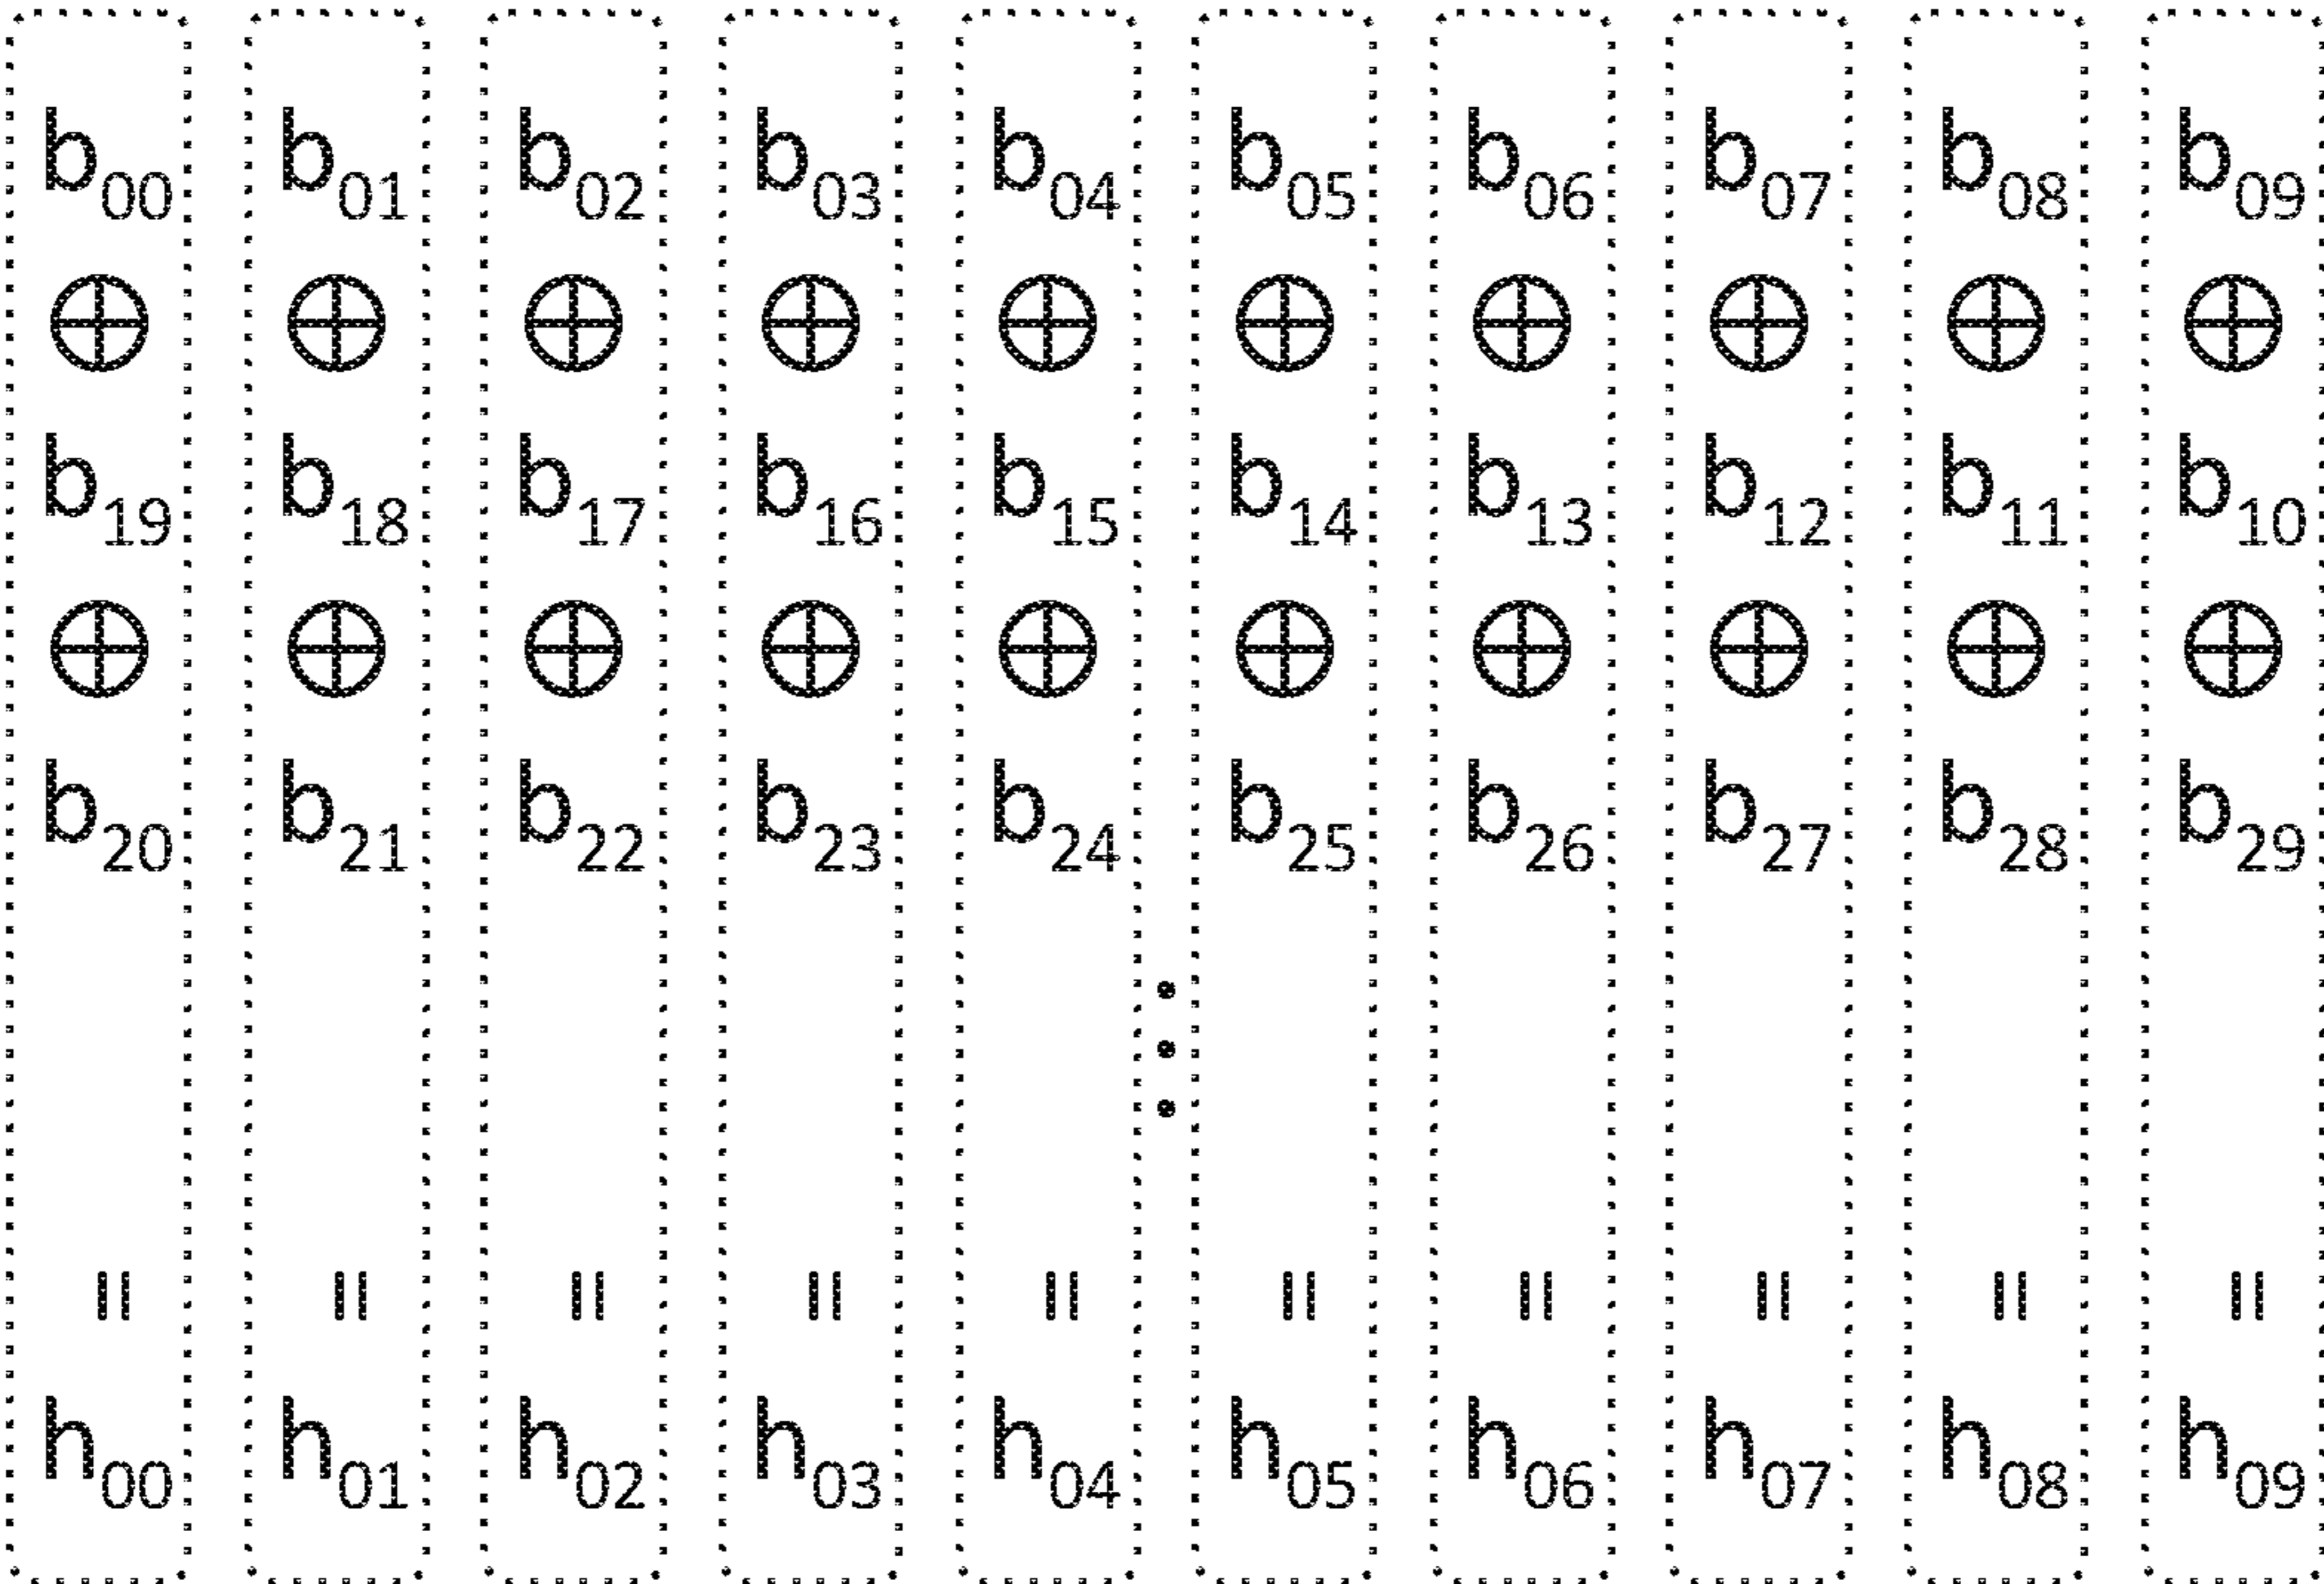 b00 b01 b02 b03 b04 b05 b06 b07 b08 b09
⊕ ⊕ ⊕ ⊕ ⊕ ⊕ ⊕ ⊕ ⊕ ⊕
b19 b18 b17 b16 b15 b14 b13 b12 b11 b10
⊕ ⊕ ⊕ ⊕ ⊕ ⊕ ⊕ ⊕ ⊕ ⊕
b20 b21 b22 b23 b24 b25 b26 b27 b28 b29
= = = = = = = = = =
h00 h01 h02 h03 h04 h05 h06 h07 h08 h09